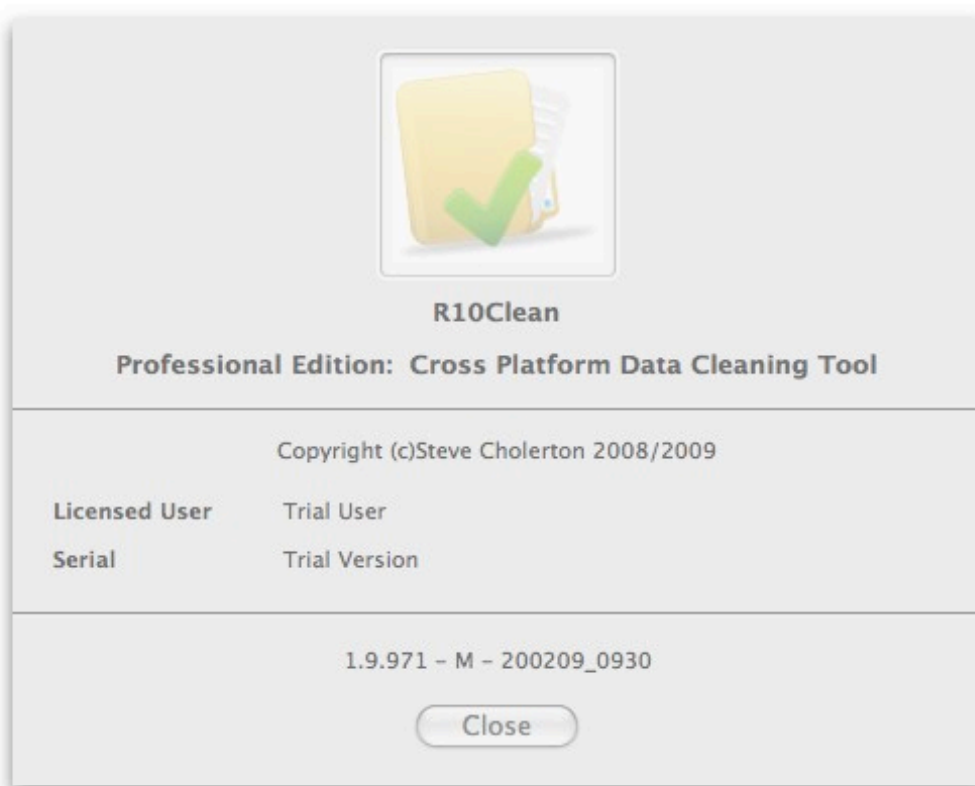 R10Clean
Professional Edition: Cross Platform Data Cleaning Tool
Copyright (c)Steve Cholerton 2008/2009
Licensed User Trial User
Serial Trial Version
1.9.971 - M - 200209_0930
Close